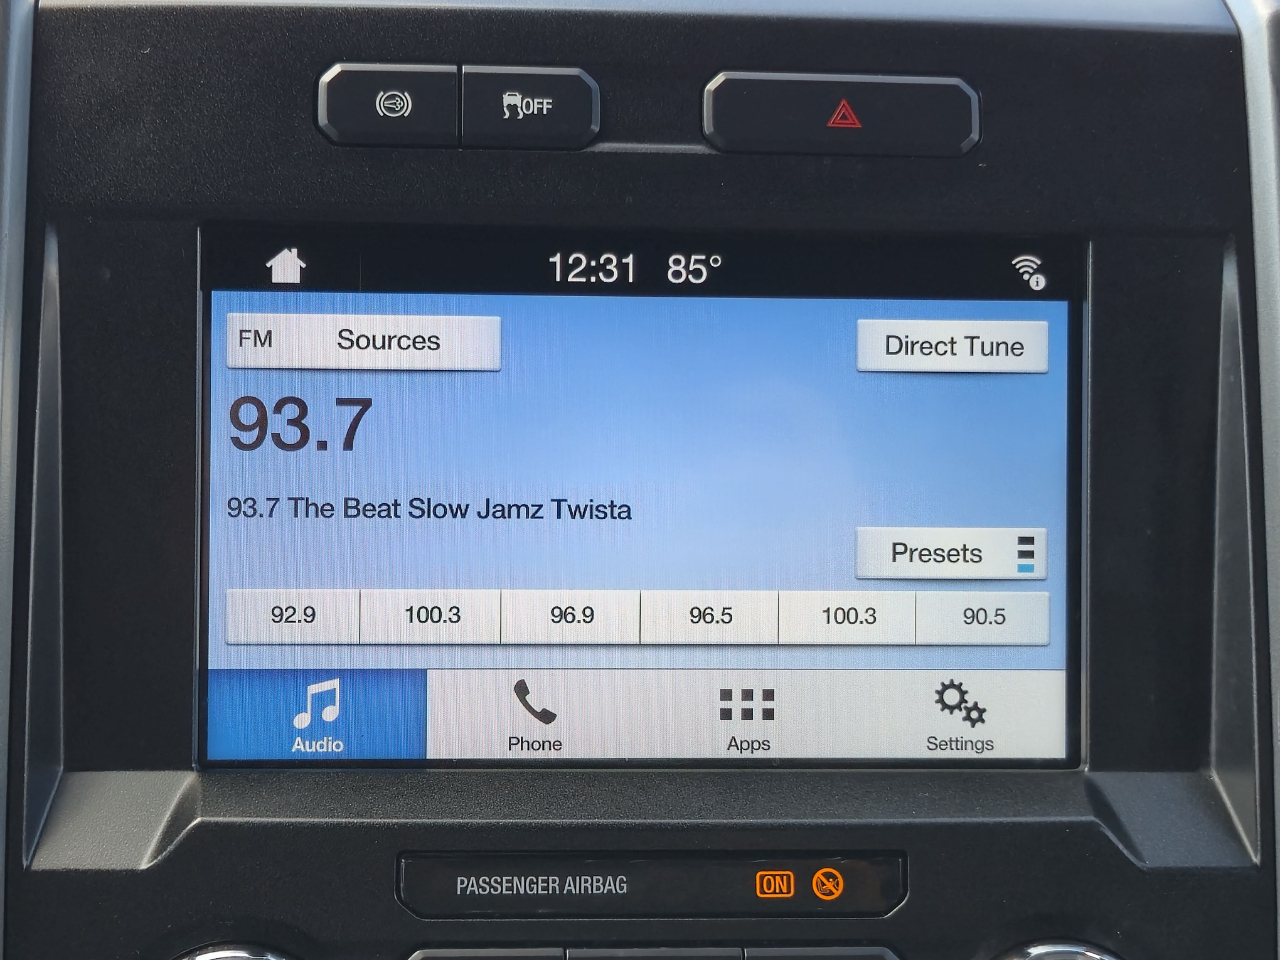 OFF
12:31 85°
FM Sources
Direct Tune
93.7
93.7 The Beat Slow Jamz Twista
Presets
92.9 100.3 96.9 96.5 100.3 90.5
Audio Phone Apps Settings
PASSENGER AIRBAG ON